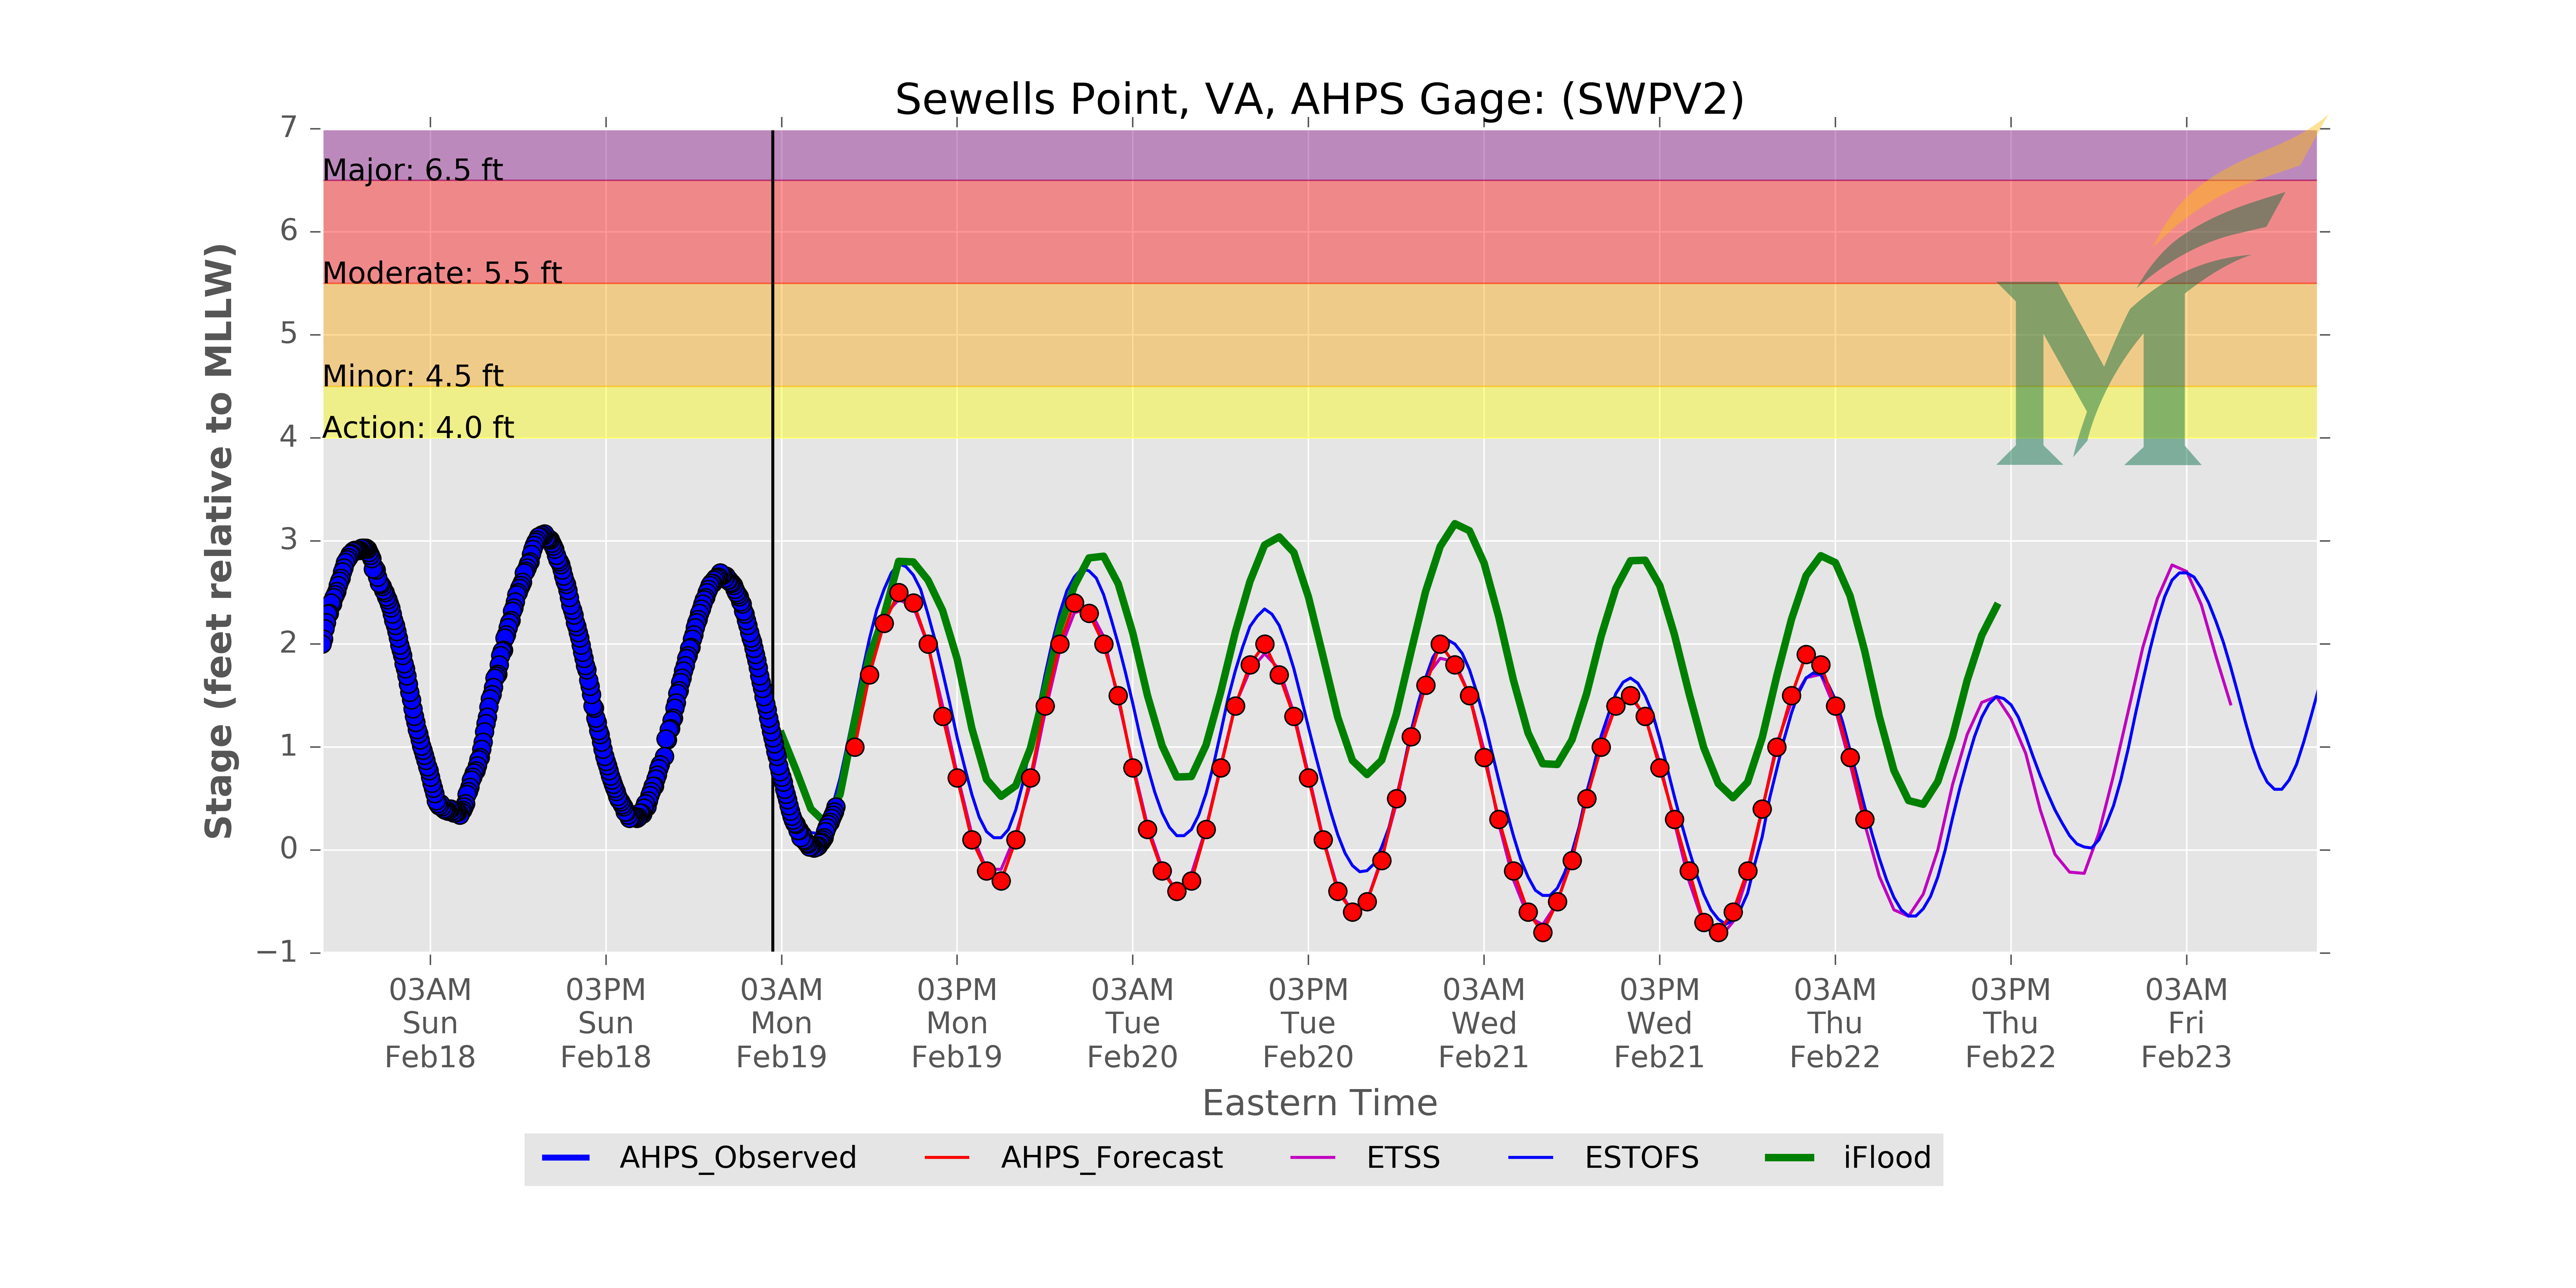 Sewells Point, VA, AHPS Gage: (SWPV2)
Stage (feet relative to MLLW)
7
6
5
4
3
2
1
0
−1
Major: 6.5 ft
Moderate: 5.5 ft
Minor: 4.5 ft
Action: 4.0 ft
03AM 03PM 03AM 03PM 03AM 03PM 03AM 03PM 03AM 03PM 03AM
Sun Sun Mon Mon Tue Tue Wed Wed Thu Thu Fri
Feb18 Feb18 Feb19 Feb19 Feb20 Feb20 Feb21 Feb21 Feb22 Feb22 Feb23
Eastern Time
AHPS_Observed AHPS_Forecast ETSS ESTOFS iFlood